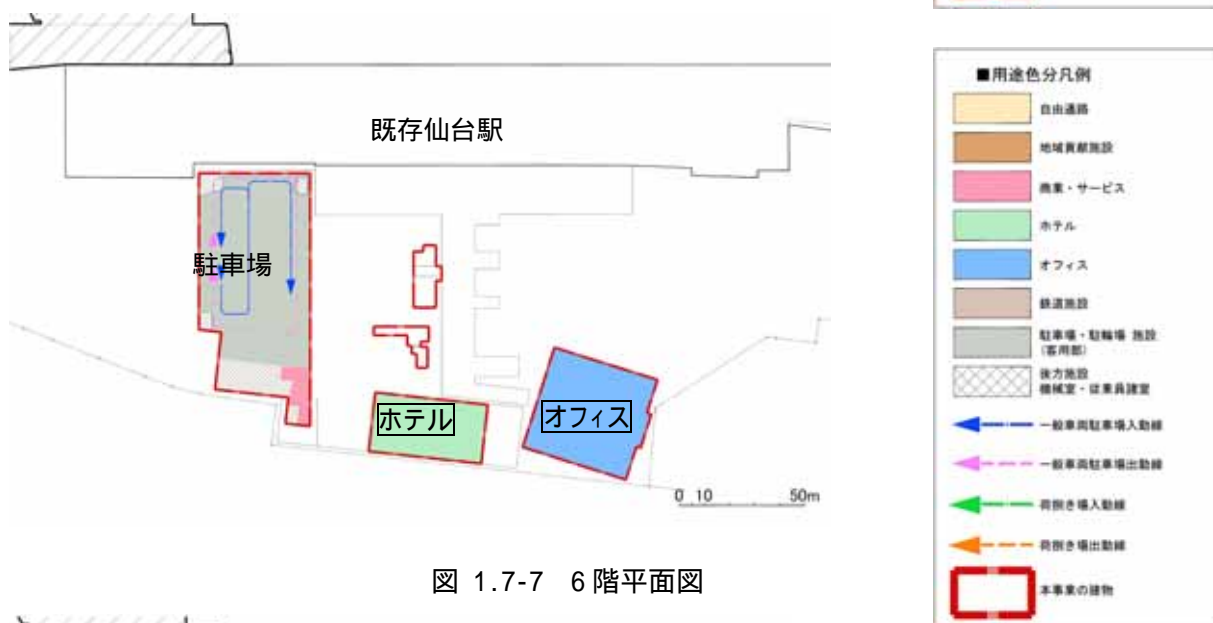 既存仙台駅
駐車場
ホテル
オフィス
0 10 50m
図 1.7-7 6階平面図
■用途色分凡例
自由通路
地域貢献施設
商業・サービス
ホテル
オフィス
鉄道施設
駐車場・駐輪場 施設
(客用部)
後方施設
機械室・従業員諸室
一般車両駐車場入動線
一般車両駐車場出動線
荷捌き場入動線
荷捌き場出動線
本事業の建物